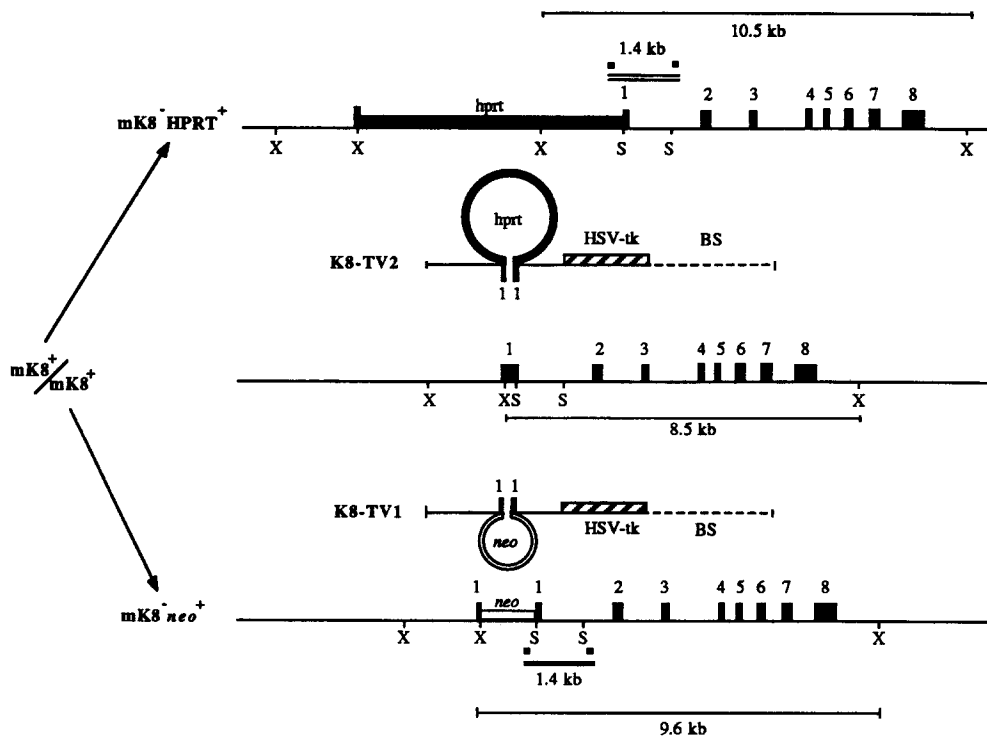 10.5 kb
1.4 kb
hprt
1 2 3 4 5 6 7 8
mK8⁻HPRT⁺
X X X S S X
hprt
HSV-tk BS
K8-TV2
1 1
mK8⁺/mK8⁺
1 2 3 4 5 6 7 8
X X S S X
8.5 kb
1 1
K8-TV1
HSV-tk BS
neo
1 neo 1 2 3 4 5 6 7 8
mK8⁻neo⁺
X X S S X
1.4 kb
9.6 kb